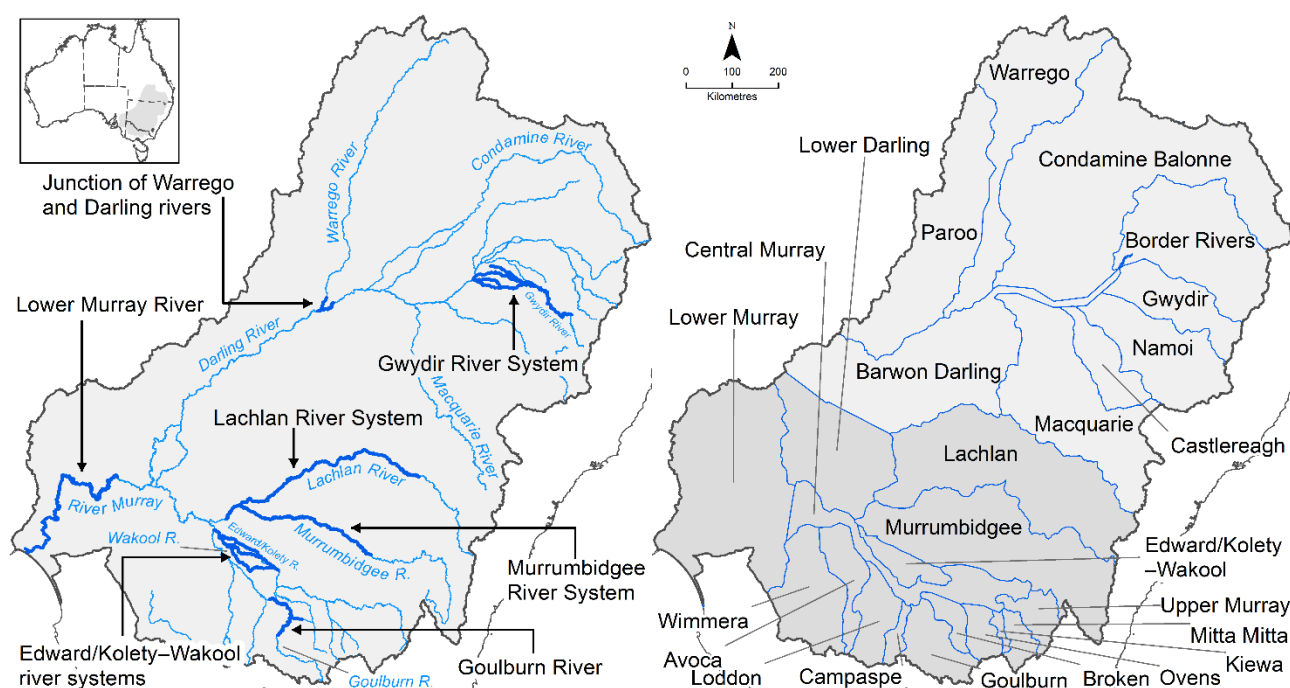 Junction of Warrego
and Darling rivers
Warrego River
Condamine River
Lower Murray River
Darling River
Gwydir River
Gwydir River System
Macquarie River
Lachlan River System
Lachlan River
River Murray
Wakool R.
Edward/Kolety R.
Murrumbidgee R.
Murrumbidgee
River System
Edward/Kolety–Wakool
river systems
Goulburn River
Goulburn R.
N
0 100 200
Kilometres
Warrego
Lower Darling
Condamine Balonne
Central Murray
Paroo
Border Rivers
Lower Murray
Gwydir
Namoi
Barwon Darling
Macquarie
Castlereagh
Lachlan
Murrumbidgee
Edward/Kolety
–Wakool
Wimmera
Upper Murray
Avoca
Mitta Mitta
Loddon
Kiewa
Campaspe
Ovens
Goulburn
Broken